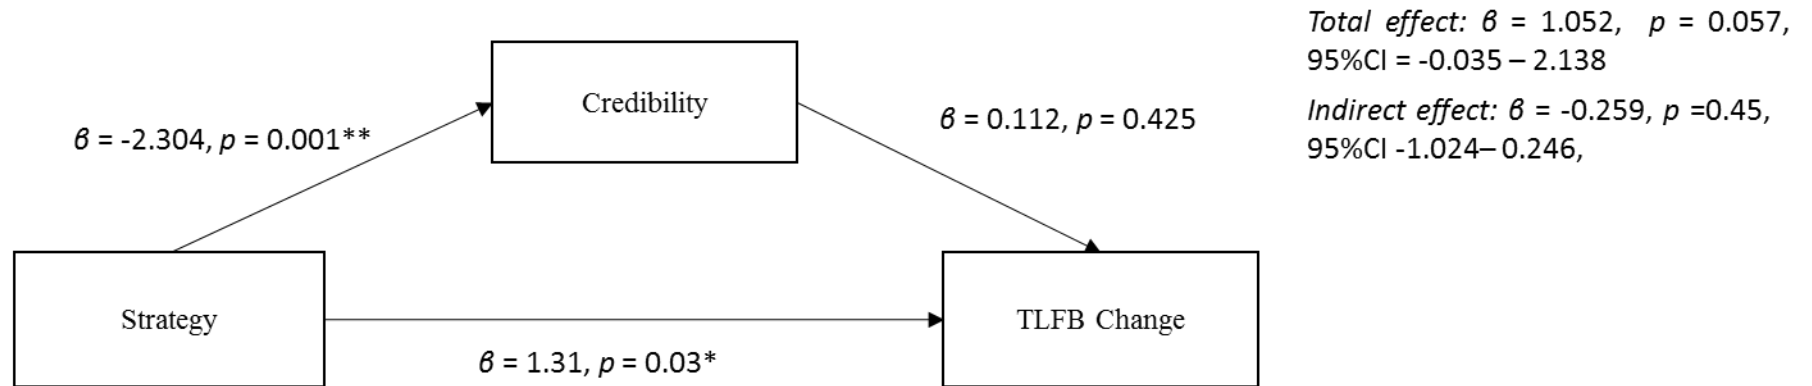 Total effect: β = 1.052, p = 0.057,
95%CI = -0.035 – 2.138
Indirect effect: β = -0.259, p =0.45,
95%CI -1.024– 0.246,
Credibility
β = -2.304, p = 0.001**
β = 0.112, p = 0.425
Strategy
TLFB Change
β = 1.31, p = 0.03*